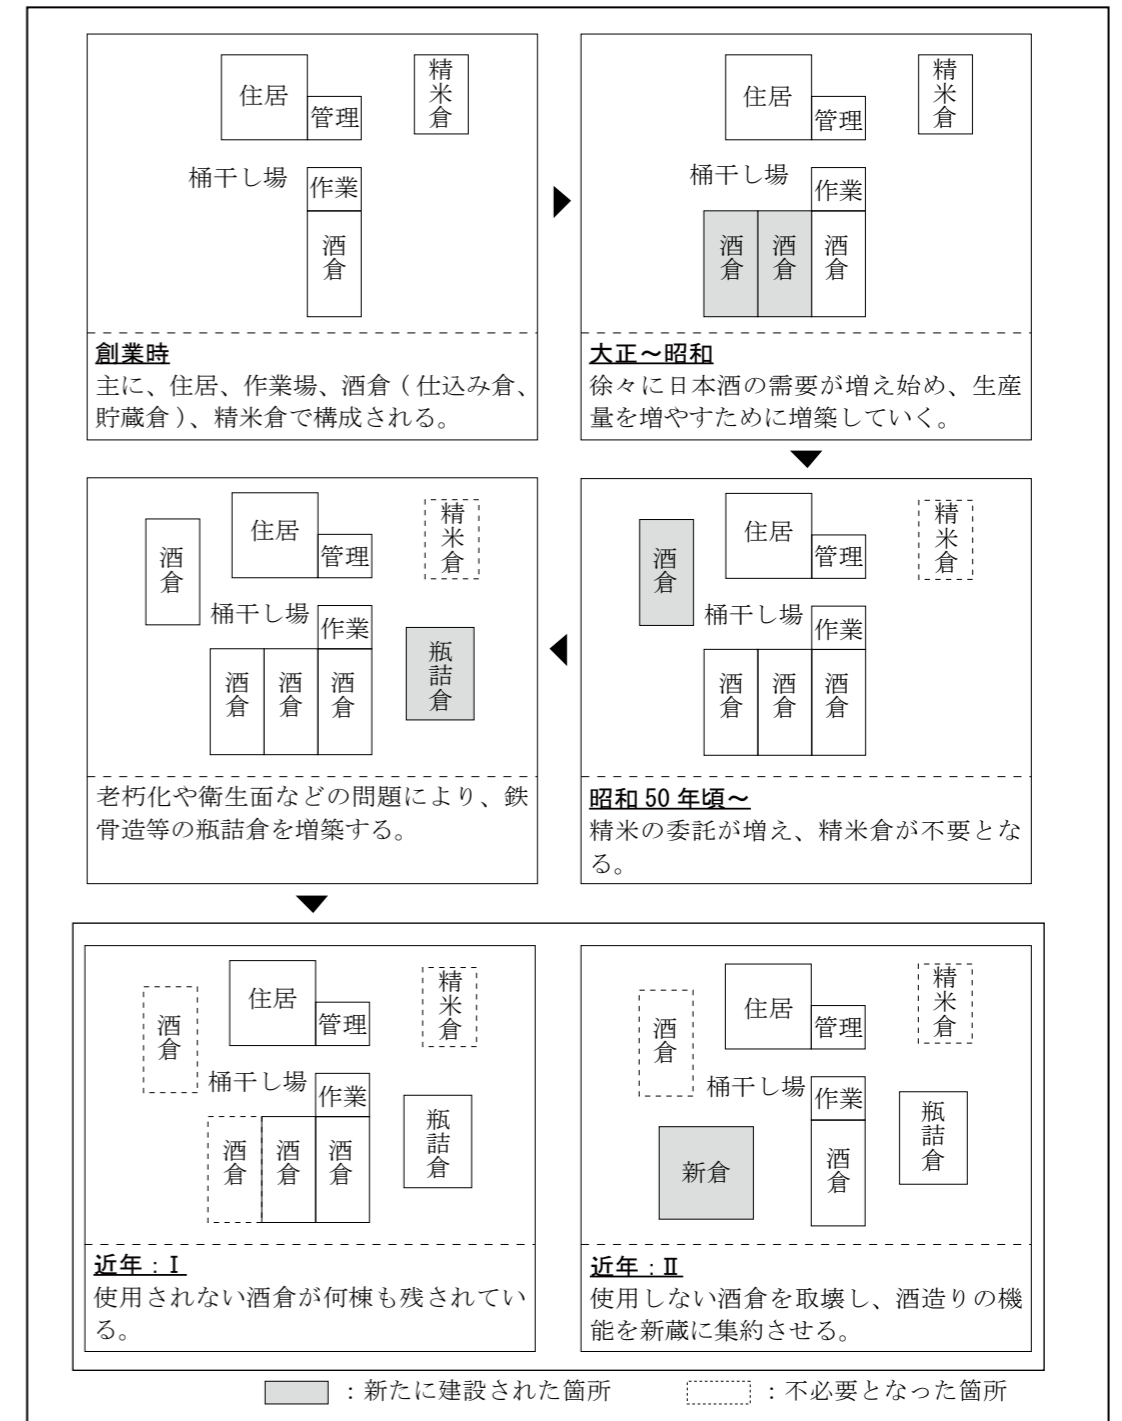 住居
管理
精米倉
桶干し場
作業
酒倉
創業時
主に、住居、作業場、酒倉（仕込み倉、
貯蔵倉）、精米倉で構成される。
住居
管理
精米倉
桶干し場
作業
酒倉
酒倉
酒倉
大正～昭和
徐々に日本酒の需要が増え始め、生産
量を増やすために増築していく。
酒倉
住居
管理
精米倉
桶干し場
作業
酒倉
酒倉
酒倉
瓶詰倉
老朽化や衛生面などの問題により、鉄
骨造等の瓶詰倉を増築する。
酒倉
住居
管理
精米倉
桶干し場
作業
酒倉
酒倉
酒倉
昭和 50 年頃～
精米の委託が増え、精米倉が不要とな
る。
酒倉
住居
管理
精米倉
桶干し場
作業
酒倉
酒倉
酒倉
瓶詰倉
近年：Ⅰ
使用されない酒倉が何棟も残されてい
る。
酒倉
住居
管理
精米倉
桶干し場
作業
新倉
酒倉
瓶詰倉
近年：Ⅱ
使用しない酒倉を取壊し、酒造りの機
能を新蔵に集約させる。
：新たに建設された箇所
：不必要となった箇所